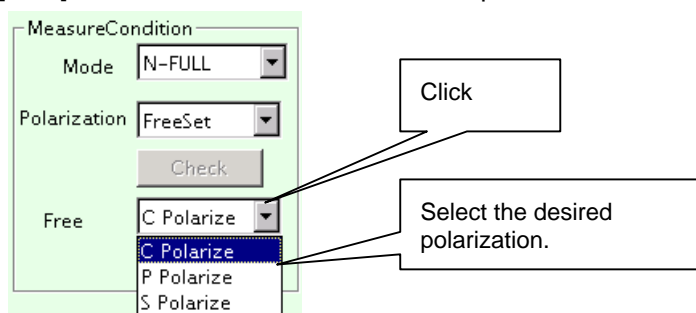 MeasureCondition
Mode N-FULL
Polarization FreeSet
Check
Free C Polarize
C Polarize
P Polarize
S Polarize
Click
Select the desired
polarization.